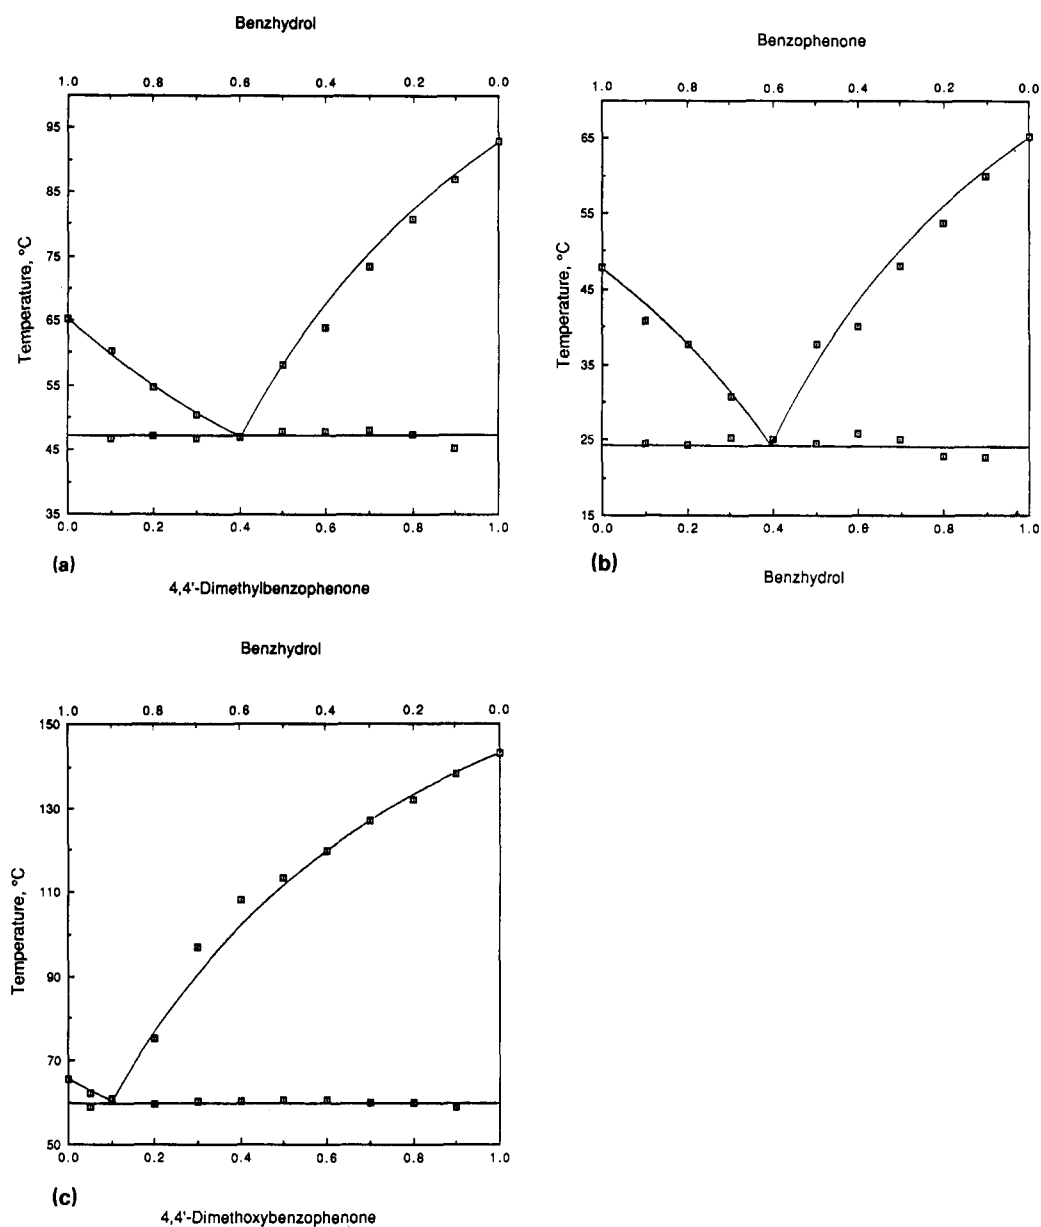 Benzhydrol
1.0 0.8 0.6 0.4 0.2 0.0
95
85
75
65
55
45
35
Temperature, °C
0.0 0.2 0.4 0.6 0.8 1.0
(a)
4,4'-Dimethylbenzophenone
Benzophenone
1.0 0.8 0.6 0.4 0.2 0.0
65
55
45
35
25
15
Temperature, °C
0.0 0.2 0.4 0.6 0.8 1.0
(b)
Benzhydrol
Benzhydrol
1.0 0.8 0.6 0.4 0.2 0.0
150
130
110
90
70
50
Temperature, °C
0.0 0.2 0.4 0.6 0.8 1.0
(c)
4,4'-Dimethoxybenzophenone